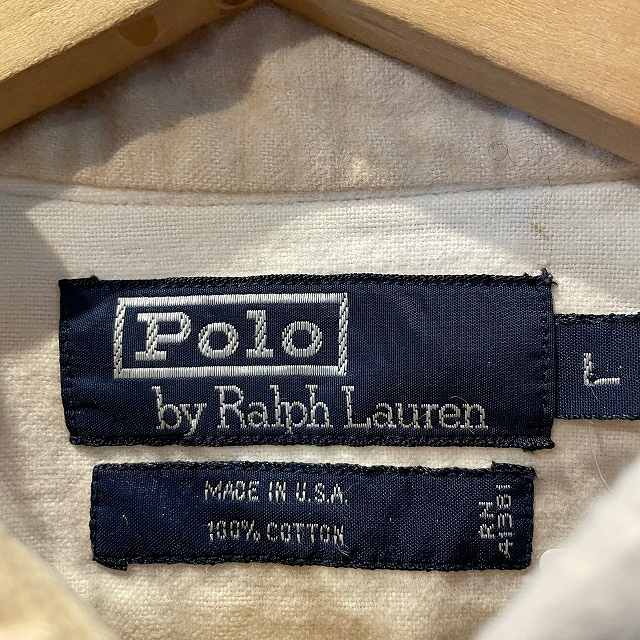 Polo
by Ralph Lauren
L
MADE IN U.S.A.
100% COTTON
RN
41381